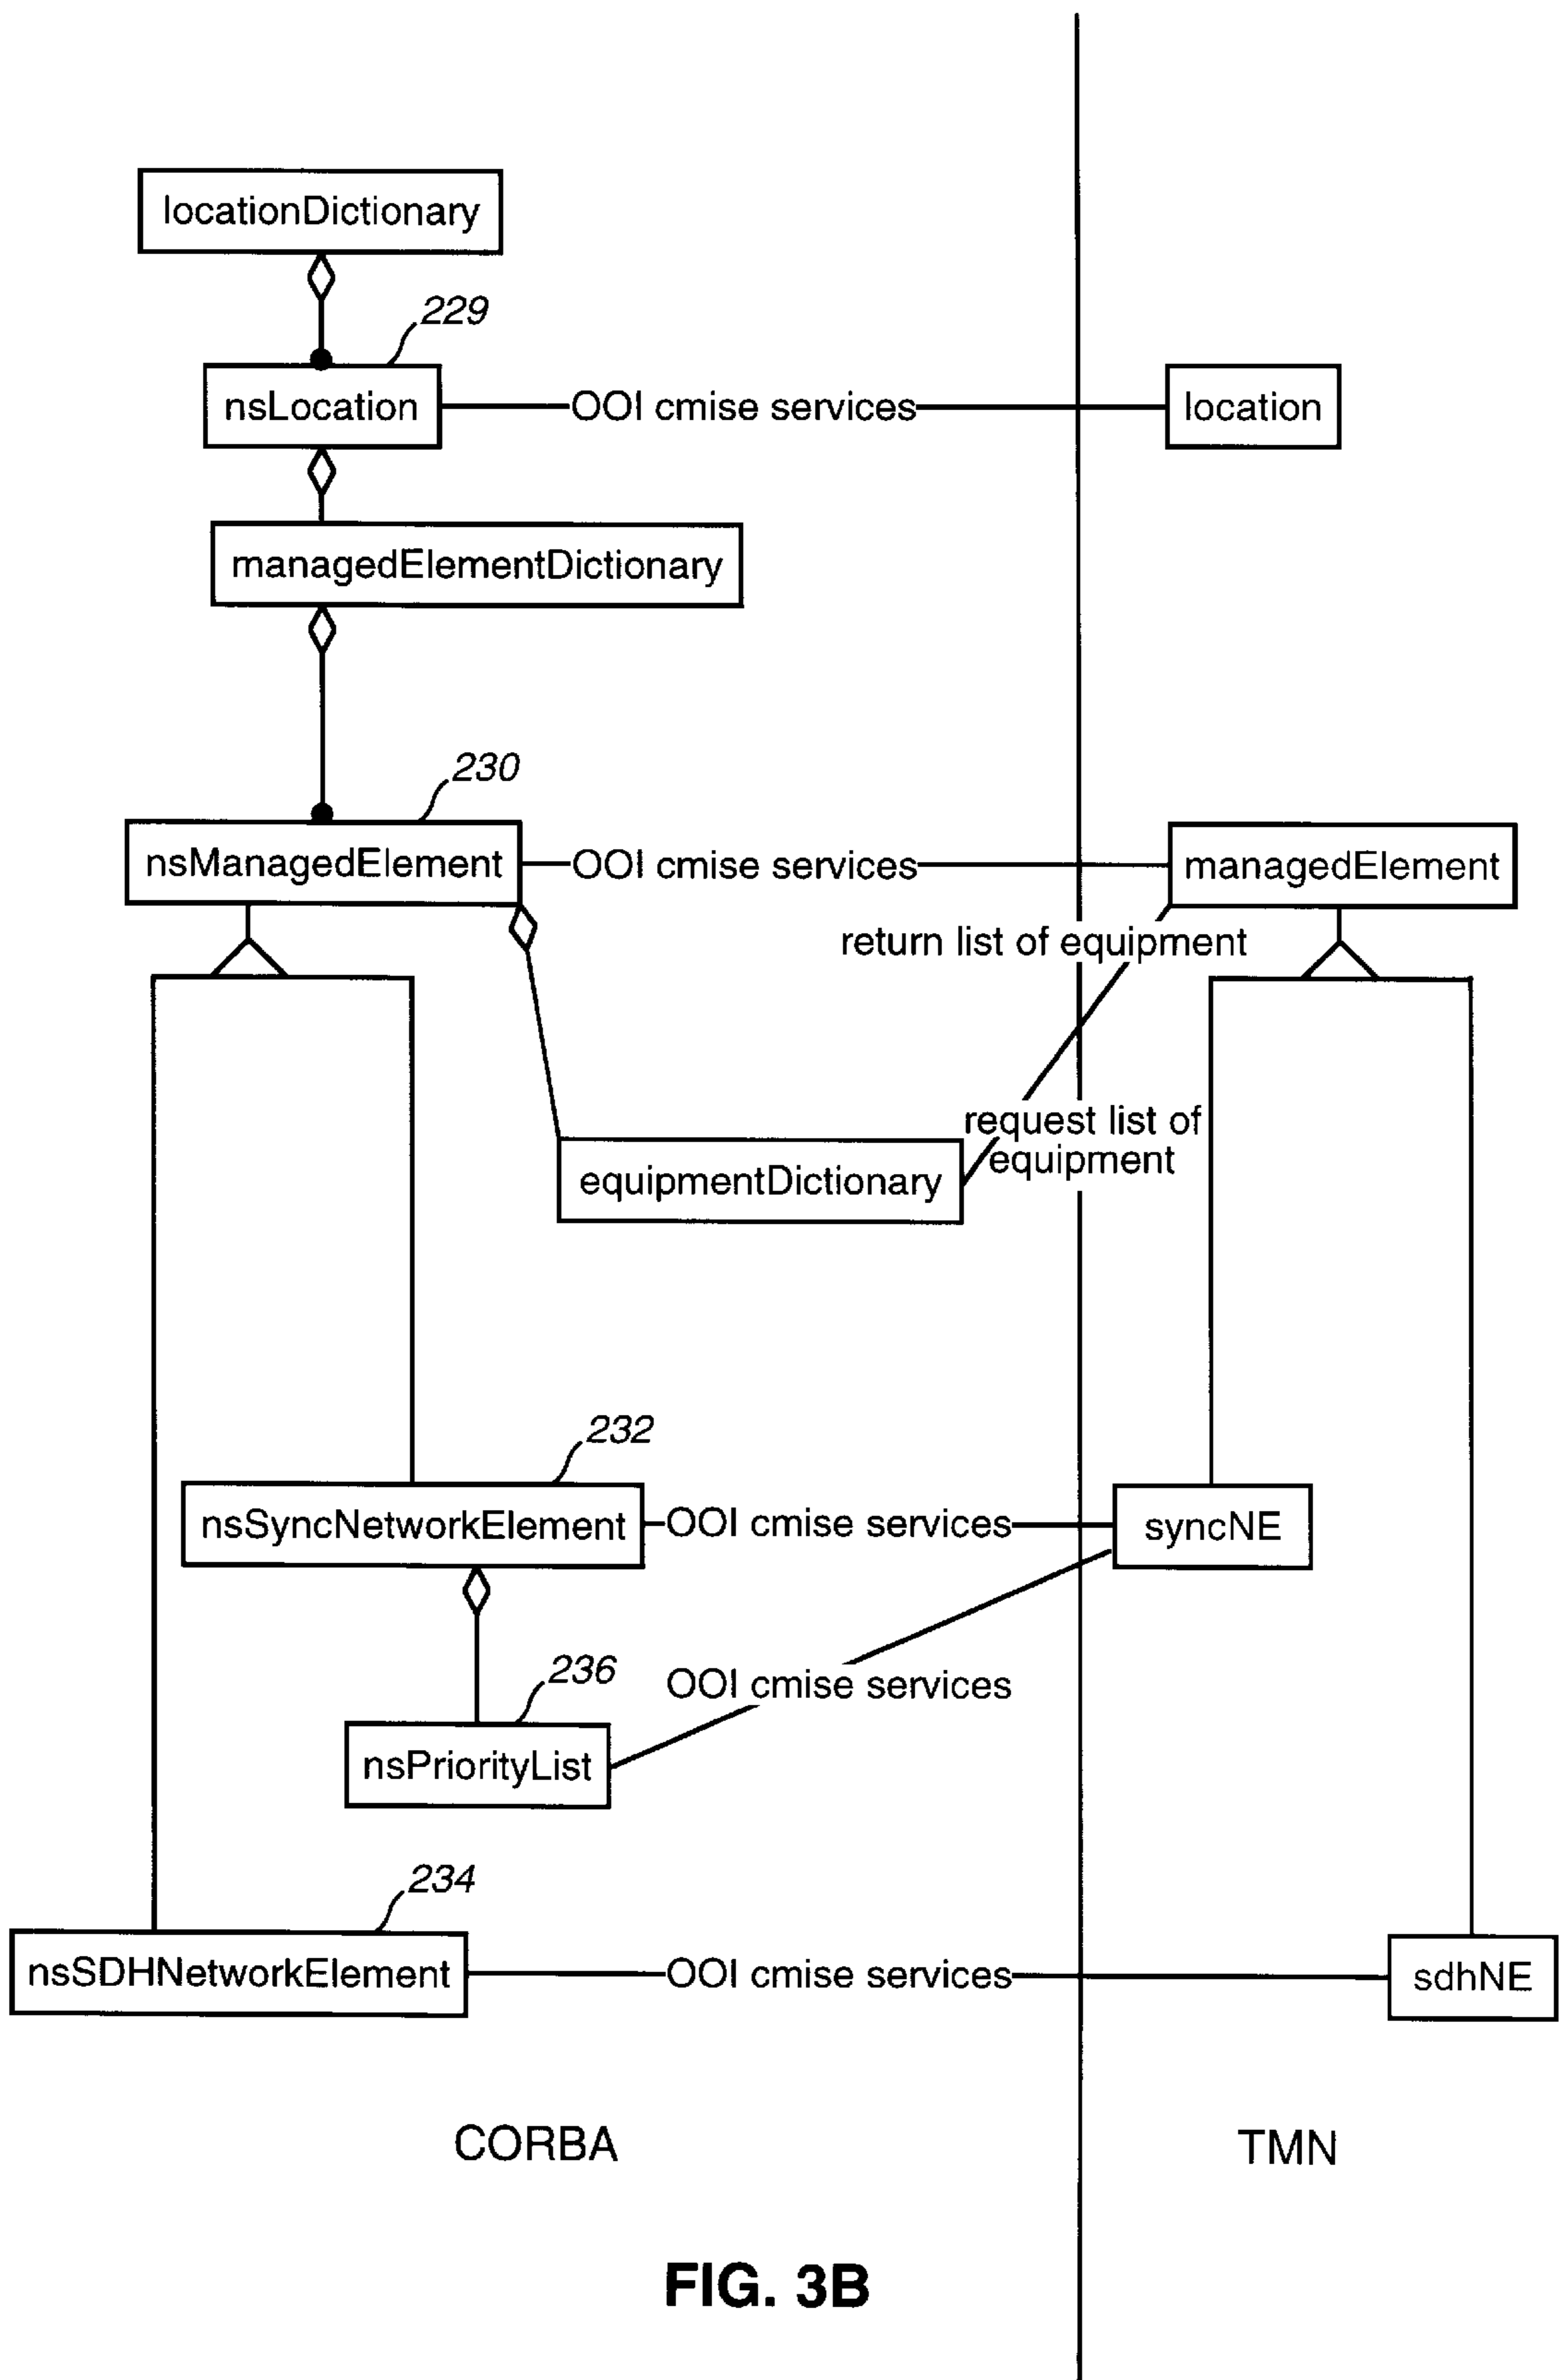 locationDictionary
229
nsLocation
OOI cmise services
location
managedElementDictionary
230
nsManagedElement
OOI cmise services
managedElement
return list of equipment
request list of
equipment
equipmentDictionary
232
nsSyncNetworkElement
OOI cmise services
syncNE
236
OOI cmise services
nsPriorityList
234
nsSDHNetworkElement
OOI cmise services
sdhNE
CORBA
TMN
FIG. 3B